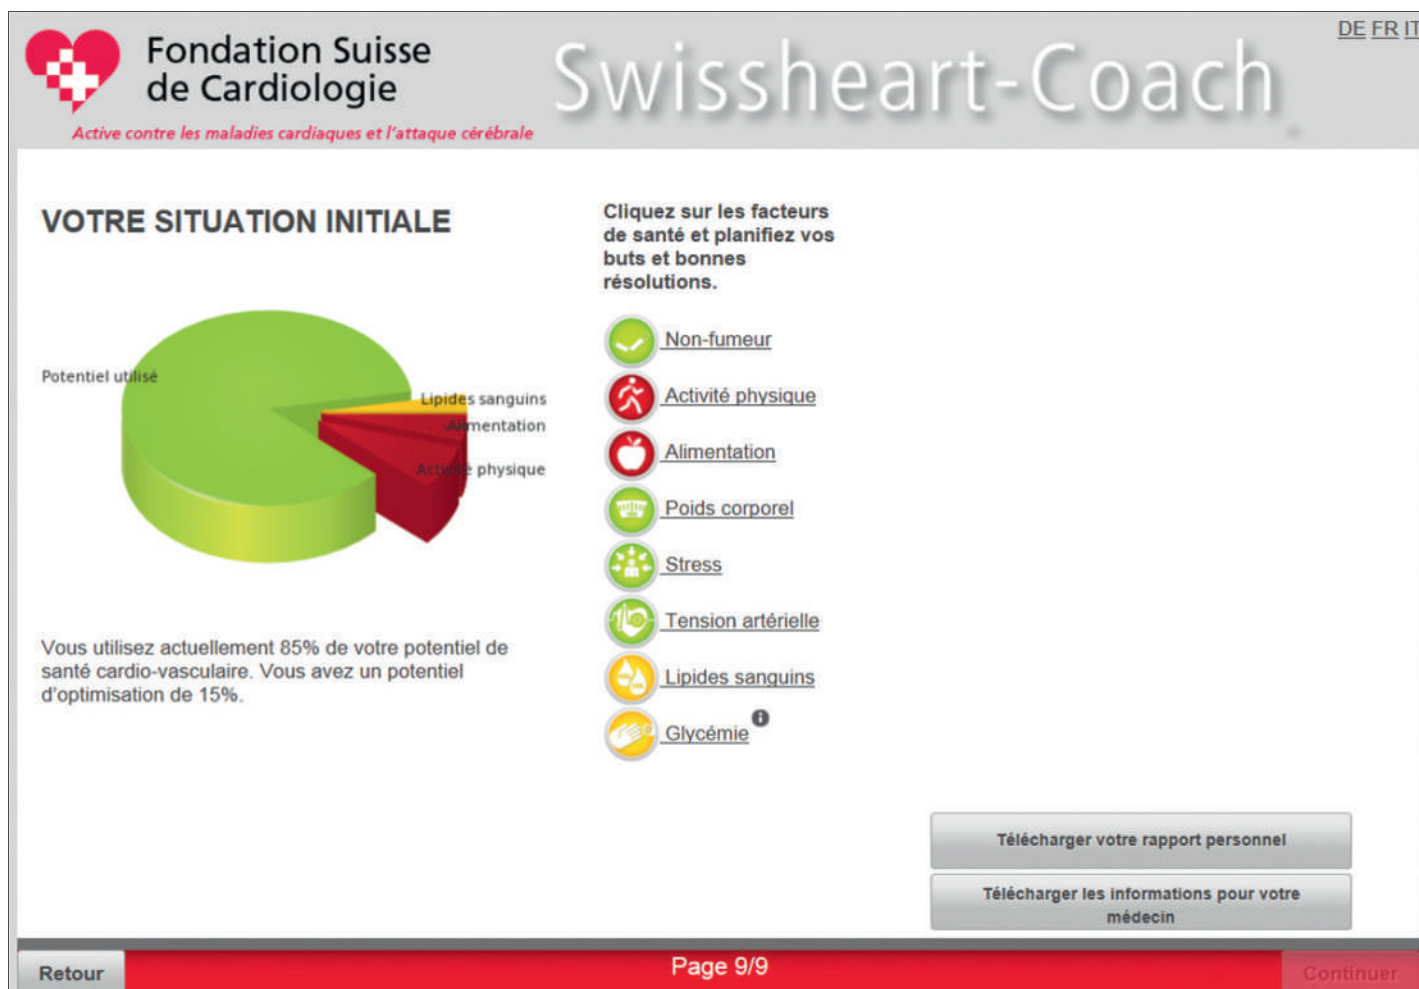 DE FR IT
Fondation Suisse
de Cardiologie
Active contre les maladies cardiaques et l'attaque cérébrale
Swissheart-Coach
VOTRE SITUATION INITIALE
Potentiel utilisé
Lipides sanguins
Alimentation
Activité physique
Vous utilisez actuellement 85% de votre potentiel de
santé cardio-vasculaire. Vous avez un potentiel
d'optimisation de 15%.
Cliquez sur les facteurs
de santé et planifiez vos
buts et bonnes
résolutions.
Non-fumeur
Activité physique
Alimentation
Poids corporel
Stress
Tension artérielle
Lipides sanguins
Glycémie
Télécharger votre rapport personnel
Télécharger les informations pour votre
médecin
Retour
Page 9/9
Continuer